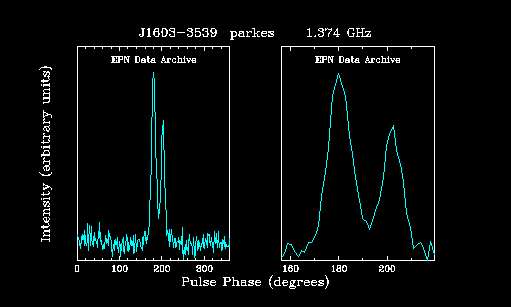 J1603-3539 parkes 1.374 GHz
EPN Data Archive
EPN Data Archive
Intensity (arbitrary units)
0 100 200 300
160 180 200
Pulse Phase (degrees)